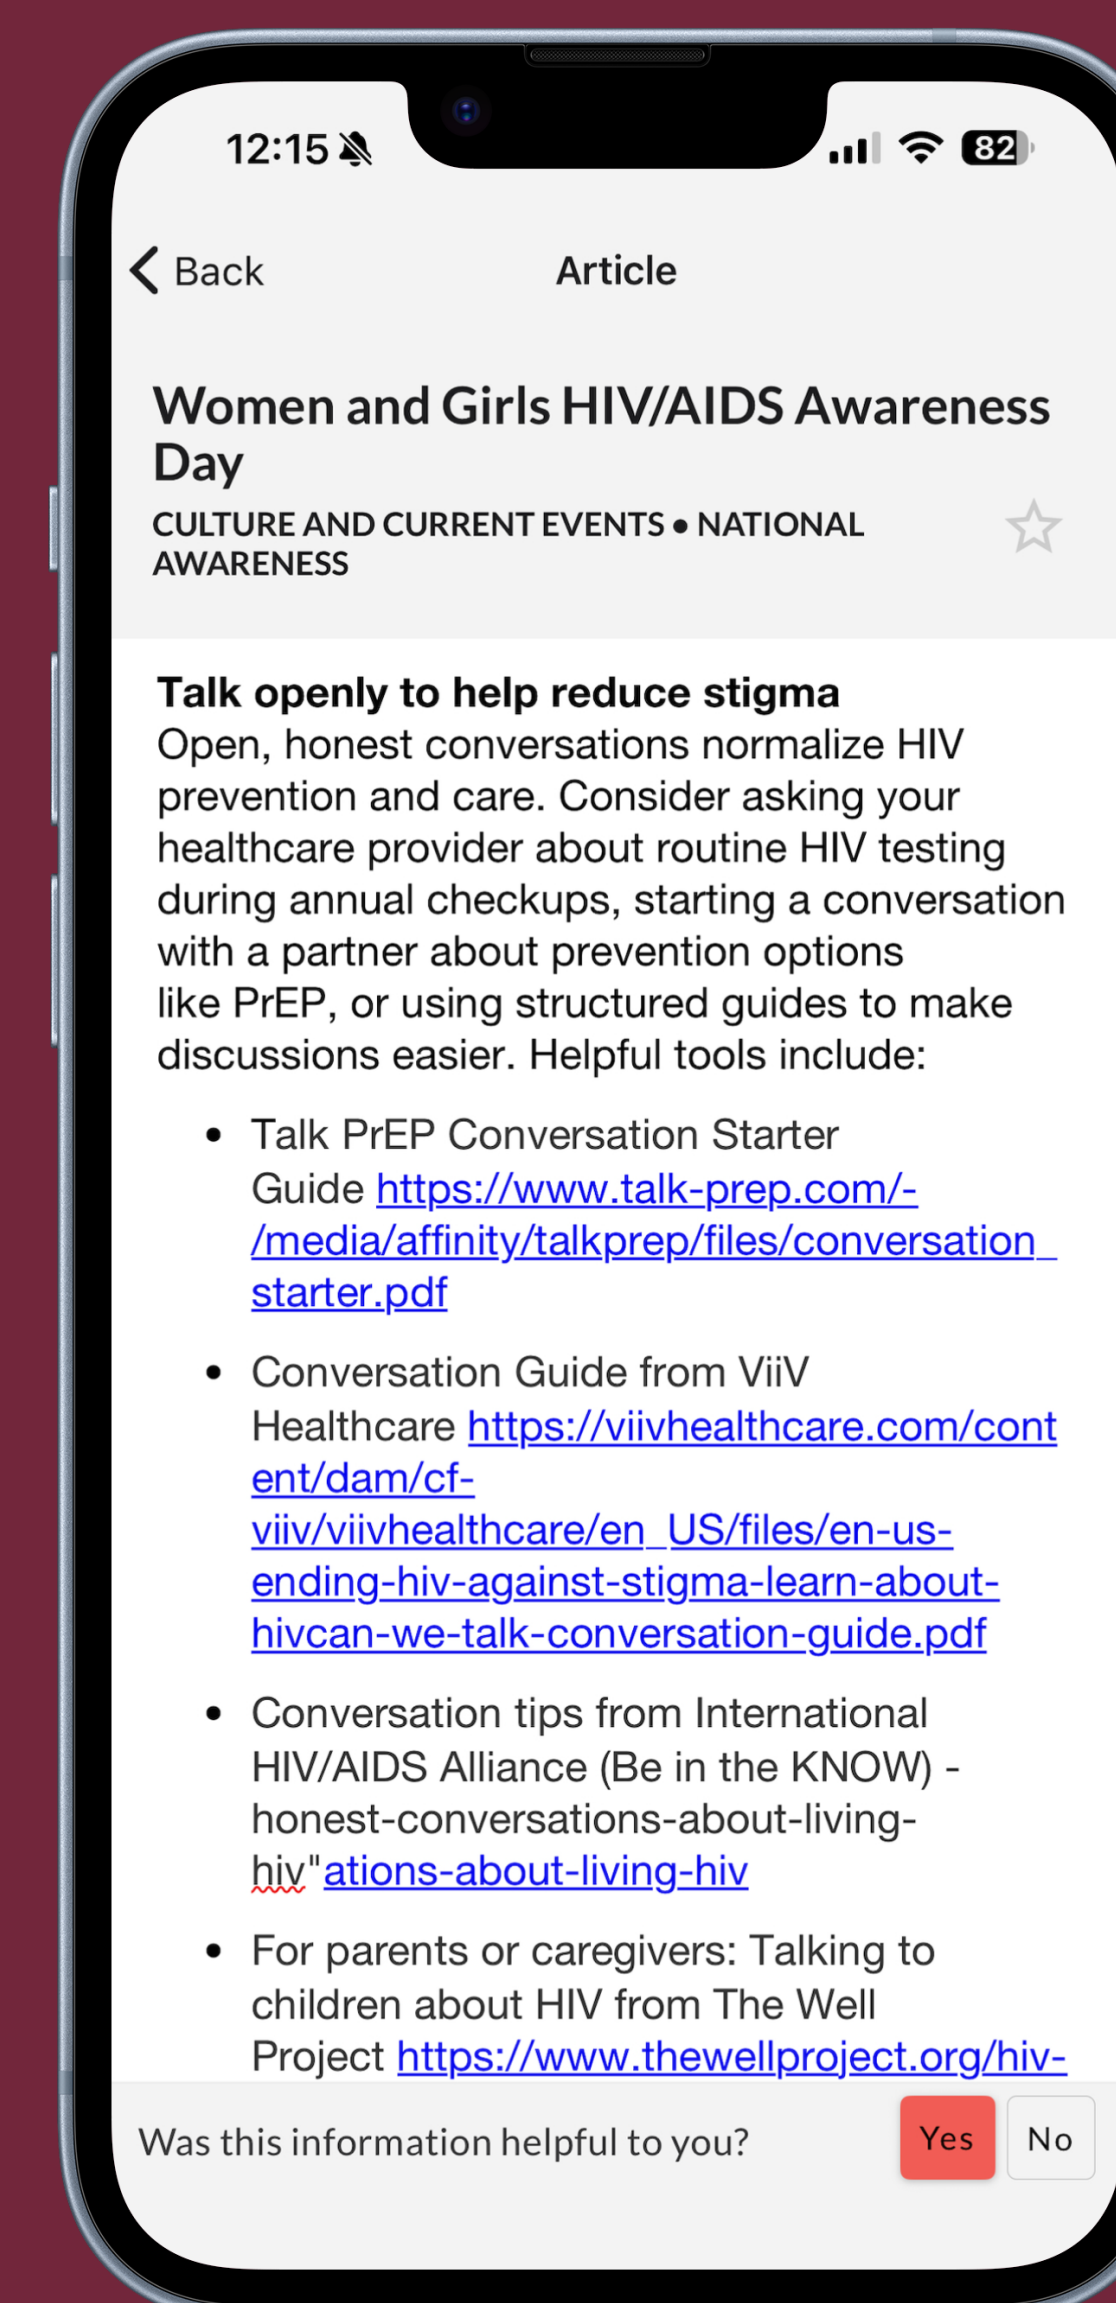 12:15
82
Back
Article
Women and Girls HIV/AIDS Awareness
Day
CULTURE AND CURRENT EVENTS • NATIONAL
AWARENESS
Talk openly to help reduce stigma
Open, honest conversations normalize HIV
prevention and care. Consider asking your
healthcare provider about routine HIV testing
during annual checkups, starting a conversation
with a partner about prevention options
like PrEP, or using structured guides to make
discussions easier. Helpful tools include:
• Talk PrEP Conversation Starter
Guide https://www.talk-prep.com/-
/media/affinity/talkprep/files/conversation_
starter.pdf
• Conversation Guide from ViiV
Healthcare https://viivhealthcare.com/cont
ent/dam/cf-
viiv/viivhealthcare/en_US/files/en-us-
ending-hiv-against-stigma-learn-about-
hivcan-we-talk-conversation-guide.pdf
• Conversation tips from International
HIV/AIDS Alliance (Be in the KNOW) -
honest-conversations-about-living-
hiv"ations-about-living-hiv
• For parents or caregivers: Talking to
children about HIV from The Well
Project https://www.thewellproject.org/hiv-
Was this information helpful to you?
Yes
No